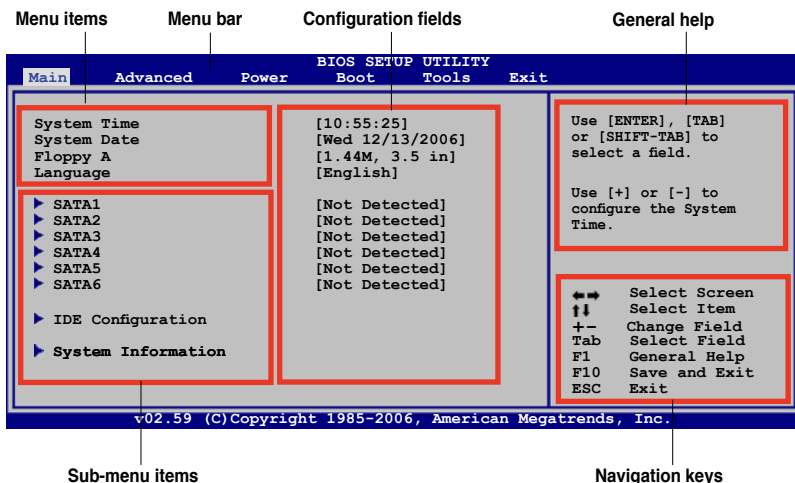 Menu items Menu bar Configuration fields General help
BIOS SETUP UTILITY
Main Advanced Power Boot Tools Exit
System Time [10:55:25]
System Date [Wed 12/13/2006]
Floppy A [1.44M, 3.5 in]
Language [English]
SATA1 [Not Detected]
SATA2 [Not Detected]
SATA3 [Not Detected]
SATA4 [Not Detected]
SATA5 [Not Detected]
SATA6 [Not Detected]
IDE Configuration
System Information
Use [ENTER], [TAB]
or [SHIFT-TAB] to
select a field.
Use [+] or [-] to
configure the System
Time.
Select Screen
Select Item
+- Change Field
Tab Select Field
F1 General Help
F10 Save and Exit
ESC Exit
v02.59 (C)Copyright 1985-2006, American Megatrends, Inc.
Sub-menu items Navigation keys